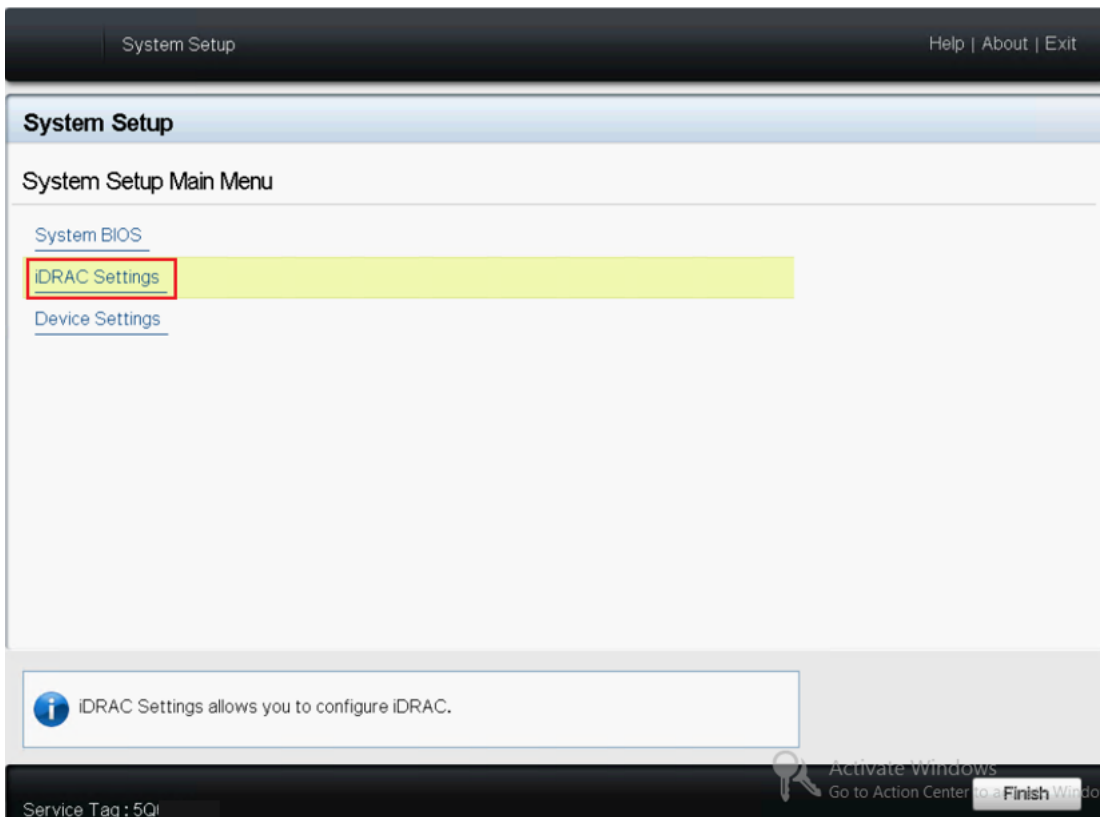 System Setup
Help | About | Exit
System Setup
System Setup Main Menu
System BIOS
iDRAC Settings
Device Settings
iDRAC Settings allows you to configure iDRAC.
Activate Windows
Go to Action Center to a
Finish
Windo
Service Tag : 5Q